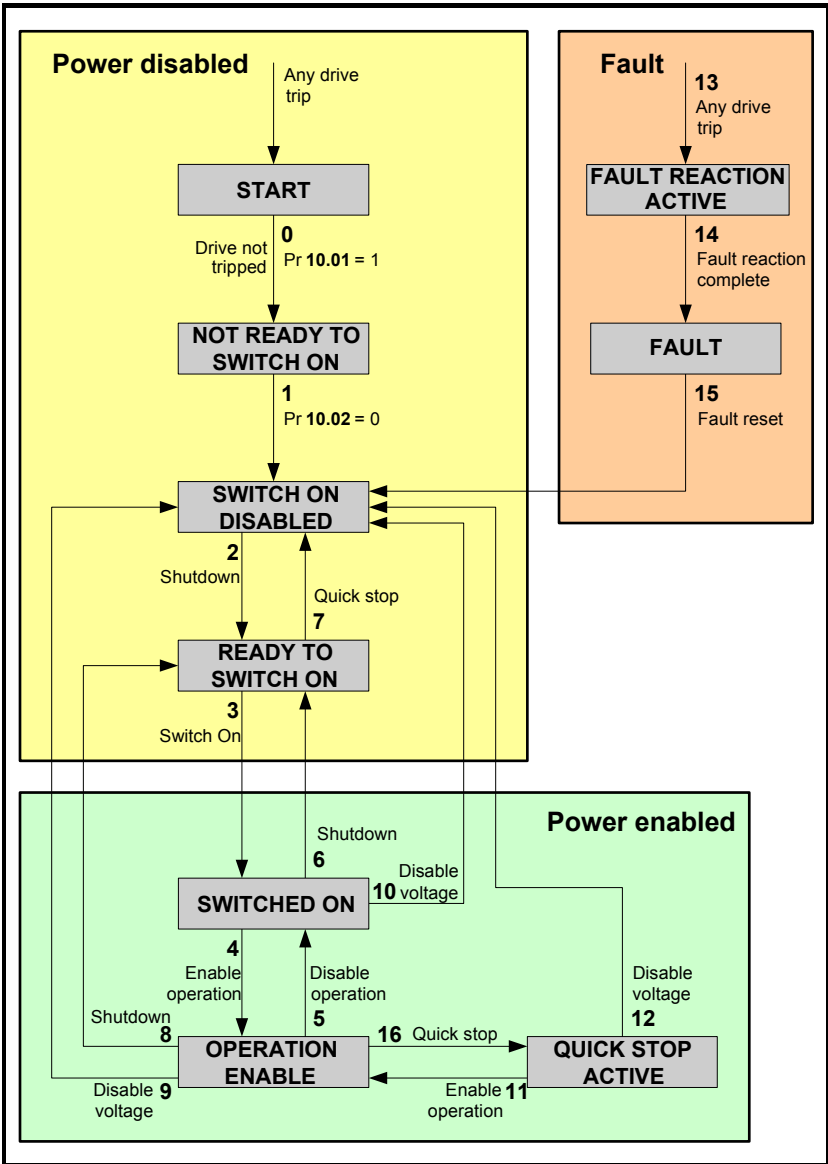 Power disabled
Any drive
trip
START
0
Drive not
tripped
Pr 10.01 = 1
NOT READY TO
SWITCH ON
1
Pr 10.02 = 0
SWITCH ON
DISABLED
2
Shutdown
Quick stop
7
READY TO
SWITCH ON
3
Switch On
Fault
13
Any drive
trip
FAULT REACTION
ACTIVE
14
Fault reaction
complete
FAULT
15
Fault reset
Power enabled
Shutdown
6
Disable
10 voltage
SWITCHED ON
4
Enable
operation
Disable
operation
5
Shutdown
8
OPERATION
ENABLE
Disable
voltage
9
16 Quick stop
Enable
operation
11
Disable
voltage
12
QUICK STOP
ACTIVE